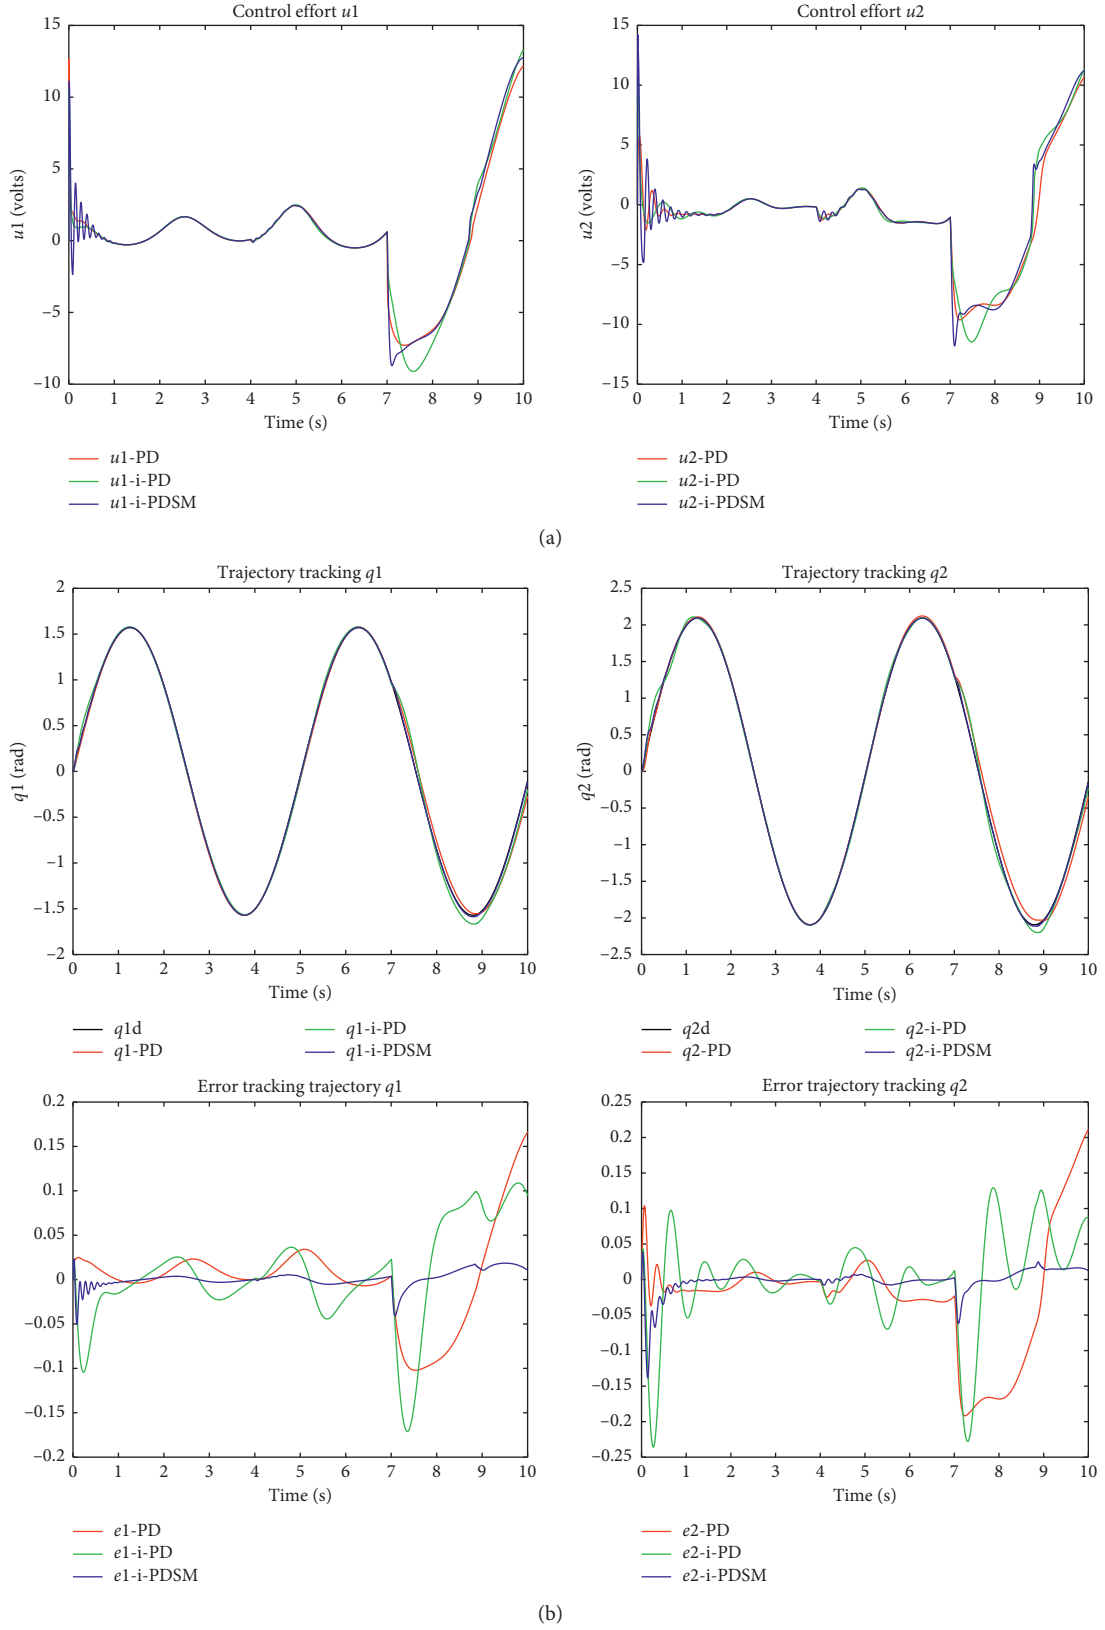 Control effort u1
Control effort u2
15
10
5
0
−5
−10
u1 (volts)
0 1 2 3 4 5 6 7 8 9 10
Time (s)
15
10
5
0
−5
−10
−15
u2 (volts)
0 1 2 3 4 5 6 7 8 9 10
Time (s)
u1-PD
u1-i-PD
u1-i-PDSM
u2-PD
u2-i-PD
u2-i-PDSM
(a)
Trajectory tracking q1
Trajectory tracking q2
2
1.5
1
0.5
0
−0.5
−1
−1.5
−2
q1 (rad)
0 1 2 3 4 5 6 7 8 9 10
Time (s)
2.5
2
1.5
1
0.5
0
−0.5
−1
−1.5
−2
−2.5
q2 (rad)
0 1 2 3 4 5 6 7 8 9 10
Time (s)
q1d
q1-PD
q1-i-PD
q1-i-PDSM
q2d
q2-PD
q2-i-PD
q2-i-PDSM
Error tracking trajectory q1
Error trajectory tracking q2
0.2
0.15
0.1
0.05
0
−0.05
−0.1
−0.15
−0.2
0 1 2 3 4 5 6 7 8 9 10
Time (s)
0.25
0.2
0.15
0.1
0.05
0
−0.05
−0.1
−0.15
−0.2
−0.25
0 1 2 3 4 5 6 7 8 9 10
Time (s)
e1-PD
e1-i-PD
e1-i-PDSM
e2-PD
e2-i-PD
e2-i-PDSM
(b)